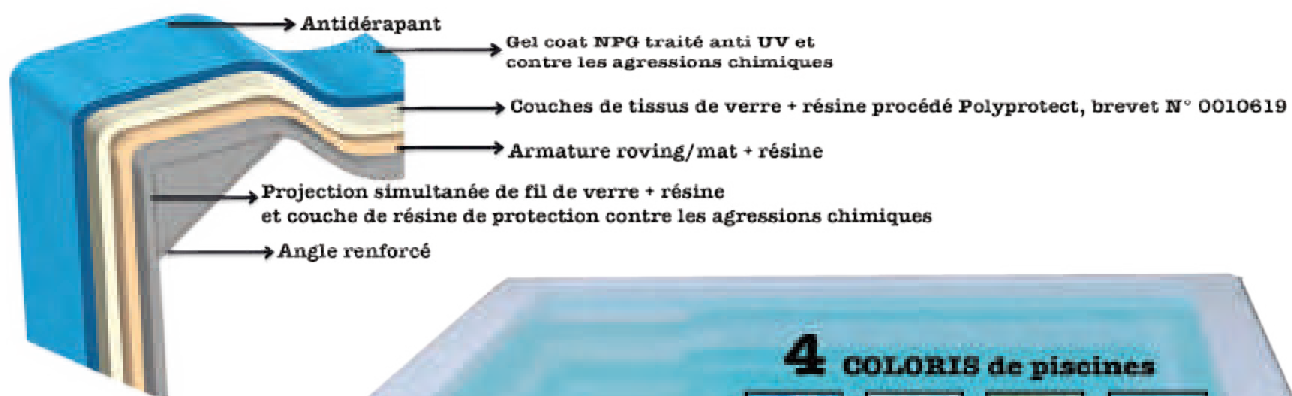 Antidérapant
Gel coat NPG traité anti UV et
contre les agressions chimiques
Couches de tissus de verre + résine procédé Polyprotect, brevet N° 0010619
Armature roving/mat + résine
Projection simultanée de fil de verre + résine
et couche de résine de protection contre les agressions chimiques
Angle renforcé
4 COLORIS de piscines